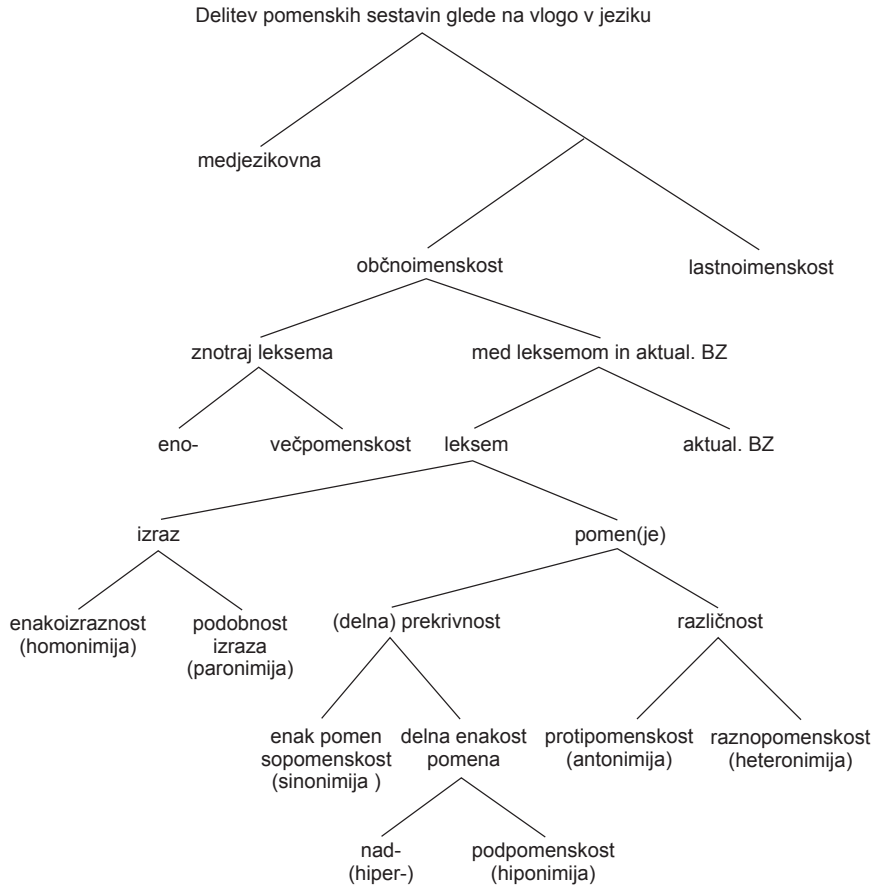 Delitev pomenskih sestavin glede na vlogo v jeziku
medjezikovna
občnoimenskost
lastnoimenskost
znotraj leksema
med leksemom in aktual. BZ
eno-
večpomenskost
leksem
aktual. BZ
izraz
pomen(je)
enakoizraznost
(homonimija)
podobnost
izraza
(paronimija)
(delna) prekrivnost
različnost
enak pomen
sopomenskost
(sinonimija )
delna enakost
pomena
protipomenskost
(antonimija)
raznopomenskost
(heteronimija)
nad-
(hiper-)
podpomenskost
(hiponimija)